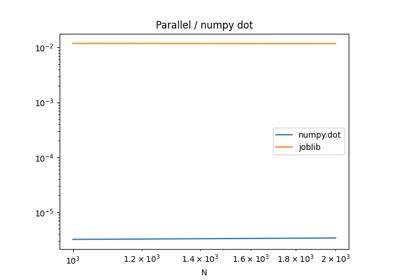 Parallel / numpy dot
10⁻²
10⁻³
10⁻⁴
10⁻⁵
numpy.dot
joblib
10³ 1.2 × 10³ 1.4 × 10³ 1.6 × 10³ 1.8 × 10³ 2 × 10³
N